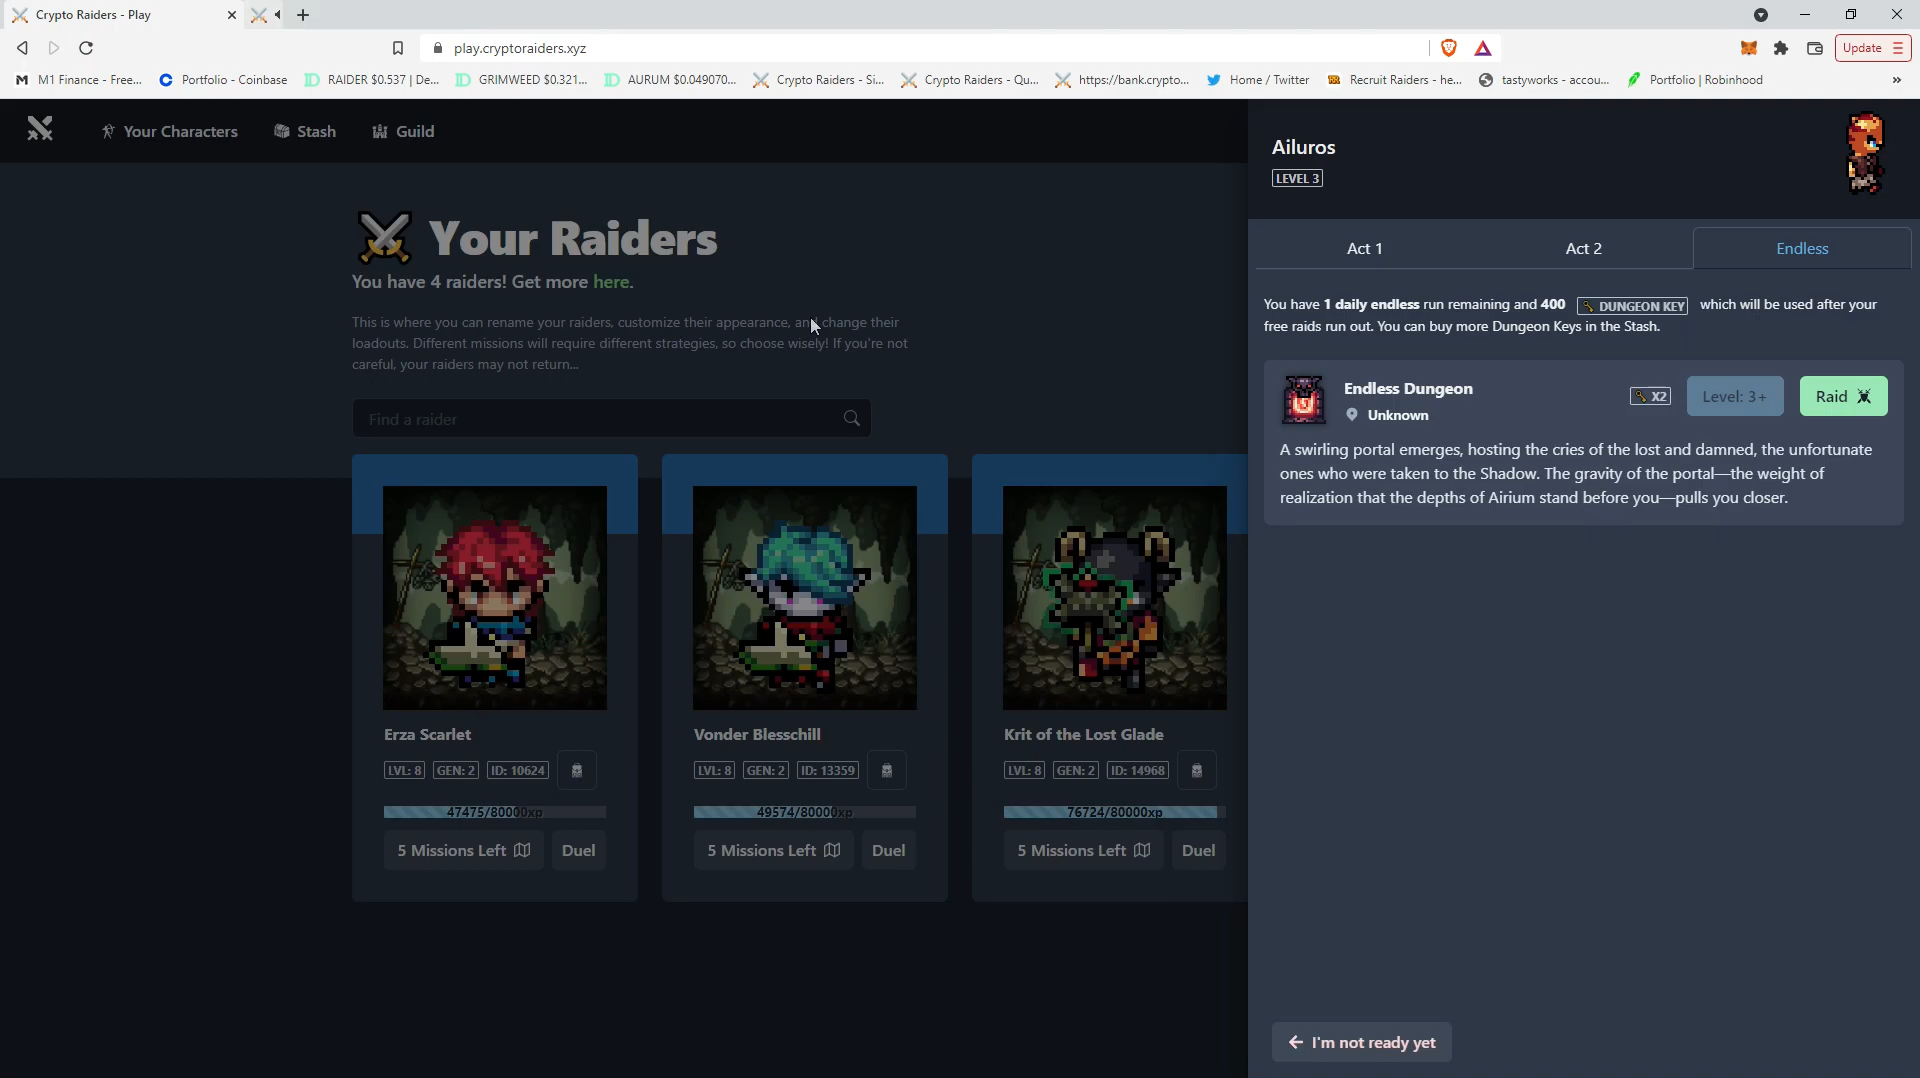 Crypto Raiders - Play
play.cryptoraiders.xyz
Update
M1 Finance - Free...
Portfolio - Coinbase
RAIDER $0.537 | De...
GRIMWEED $0.321...
AURUM $0.049070...
Crypto Raiders - Si...
Crypto Raiders - Qu...
https://bank.crypto...
Home / Twitter
Recruit Raiders - he...
tastyworks - accou...
Portfolio | Robinhood
»
Your Characters
Stash
Guild
Your Raiders
You have 4 raiders! Get more here.
This is where you can rename your raiders, customize their appearance, and change their
loadouts. Different missions will require different strategies, so choose wisely! If you're not
careful, your raiders may not return...
Find a raider
Erza Scarlet
LVL: 8 GEN: 2 ID: 10624
47475/80000xp
5 Missions Left
Duel
Vonder Blesschill
LVL: 8 GEN: 2 ID: 13359
49574/80000xp
5 Missions Left
Duel
Krit of the Lost Glade
LVL: 8 GEN: 2 ID: 14968
76724/80000xp
5 Missions Left
Duel
Ailuros
LEVEL 3
Act 1
Act 2
Endless
You have 1 daily endless run remaining and 400 DUNGEON KEY which will be used after your
free raids run out. You can buy more Dungeon Keys in the Stash.
Endless Dungeon
Unknown
X2
Level: 3+
Raid
A swirling portal emerges, hosting the cries of the lost and damned, the unfortunate
ones who were taken to the Shadow. The gravity of the portal—the weight of
realization that the depths of Airium stand before you—pulls you closer.
I'm not ready yet